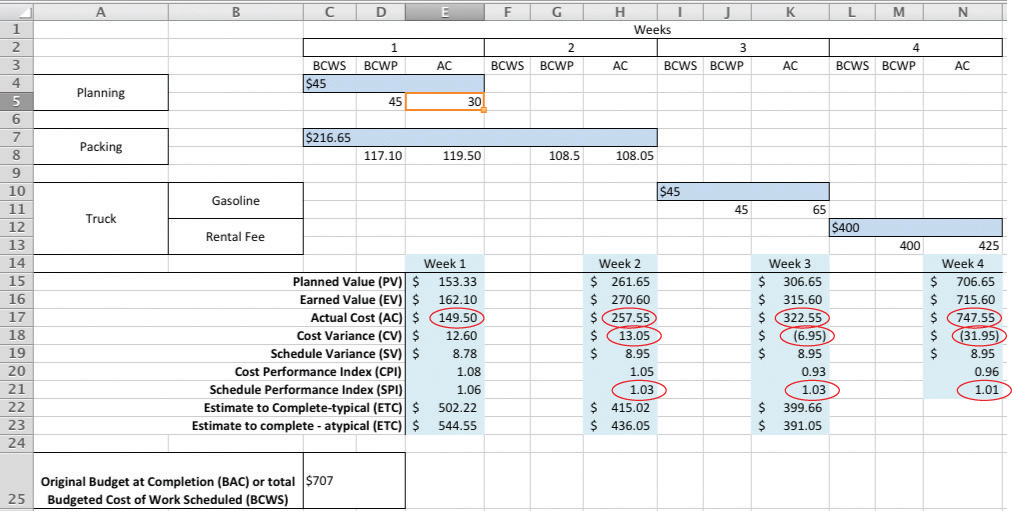 A B C D E F G H I J K L M N
1 Weeks
2 1 2 3 4
3 BCWS BCWP AC BCWS BCWP AC BCWS BCWP AC BCWS BCWP AC
4 $45
Planning
5 45 30
6
7 $216.65
Packing
8 117.10 119.50 108.5 108.05
9
10 $45
Gasoline
11 45 65
Truck
12 $400
Rental Fee
13 400 425
14 Week 1 Week 2 Week 3 Week 4
15 Planned Value (PV) $ 153.33 $ 261.65 $ 306.65 $ 706.65
16 Earned Value (EV) $ 162.10 $ 270.60 $ 315.60 $ 715.60
17 Actual Cost (AC) $ 149.50 $ 257.55 $ 322.55 $ 747.55
18 Cost Variance (CV) $ 12.60 $ 13.05 $ (6.95) $ (31.95)
19 Schedule Variance (SV) $ 8.78 $ 8.95 $ 8.95 $ 8.95
20 Cost Performance Index (CPI) 1.08 1.05 0.93 0.96
21 Schedule Performance Index (SPI) 1.06 1.03 1.03 1.01
22 Estimate to Complete-typical (ETC) $ 502.22 $ 415.02 $ 399.66
23 Estimate to complete - atypical (ETC) $ 544.55 $ 436.05 $ 391.05
24
Original Budget at Completion (BAC) or total $707
25 Budgeted Cost of Work Scheduled (BCWS)